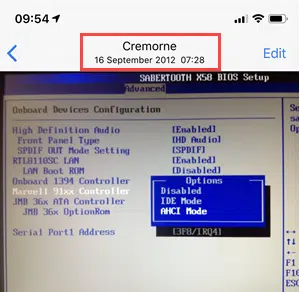 09:54
Cremorne
16 September 2012 07:28
Edit
SABERTOOTH X58 BIOS Setup
Advanced
Onboard Devices Configuration
High Definition Audio [Enabled]
Front Panel Type [HD Audio]
SPDIF OUT Mode Setting [SPDIF]
RTL8110SC LAN [Enabled]
LAN Boot ROM [Disabled]
Onboard 1394 Controller
Marvell 91xx Controller
JMB 36x ATA Controller
JMB 36x OptionRom
Serial Port1 Address [3F8/IRQ4]
Options
Disabled
IDE Mode
AHCI Mode
F1
F10
ESC